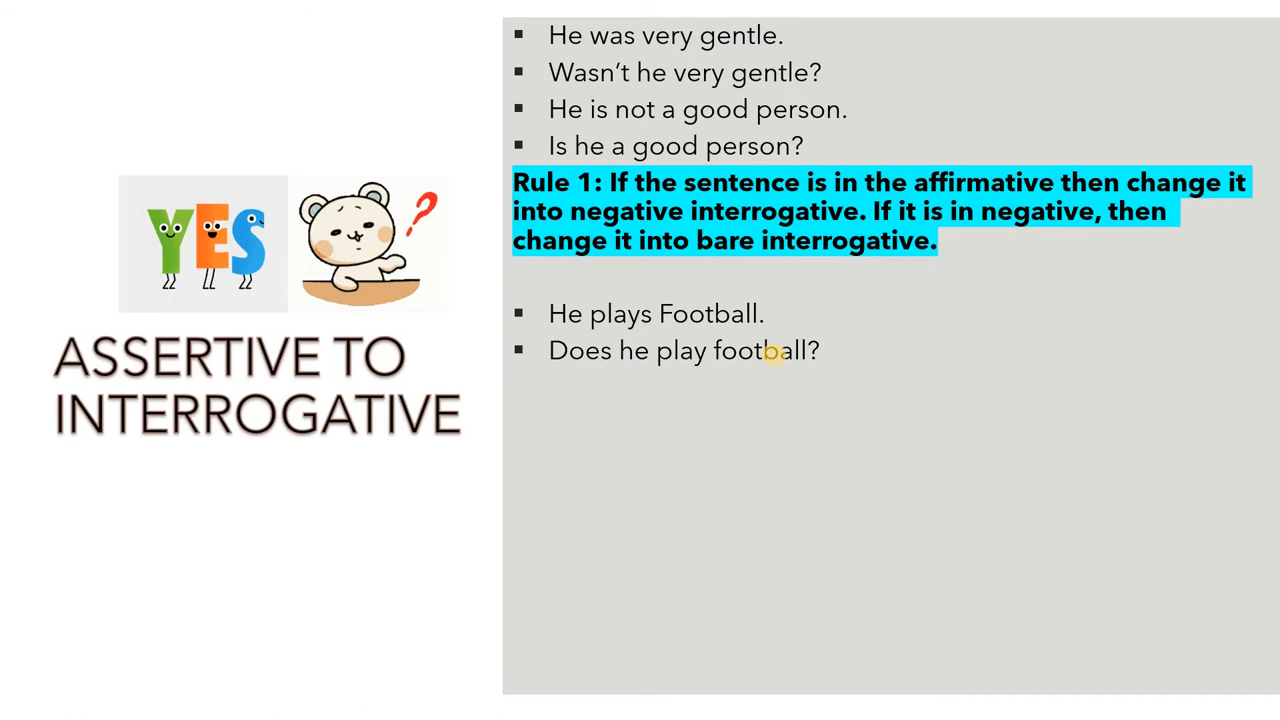 ▪ He was very gentle.
▪ Wasn't he very gentle?
▪ He is not a good person.
▪ Is he a good person?
Rule 1: If the sentence is in the affirmative then change it
into negative interrogative. If it is in negative, then
change it into bare interrogative.
▪ He plays Football.
▪ Does he play football?
YES
?
ASSERTIVE TO
INTERROGATIVE